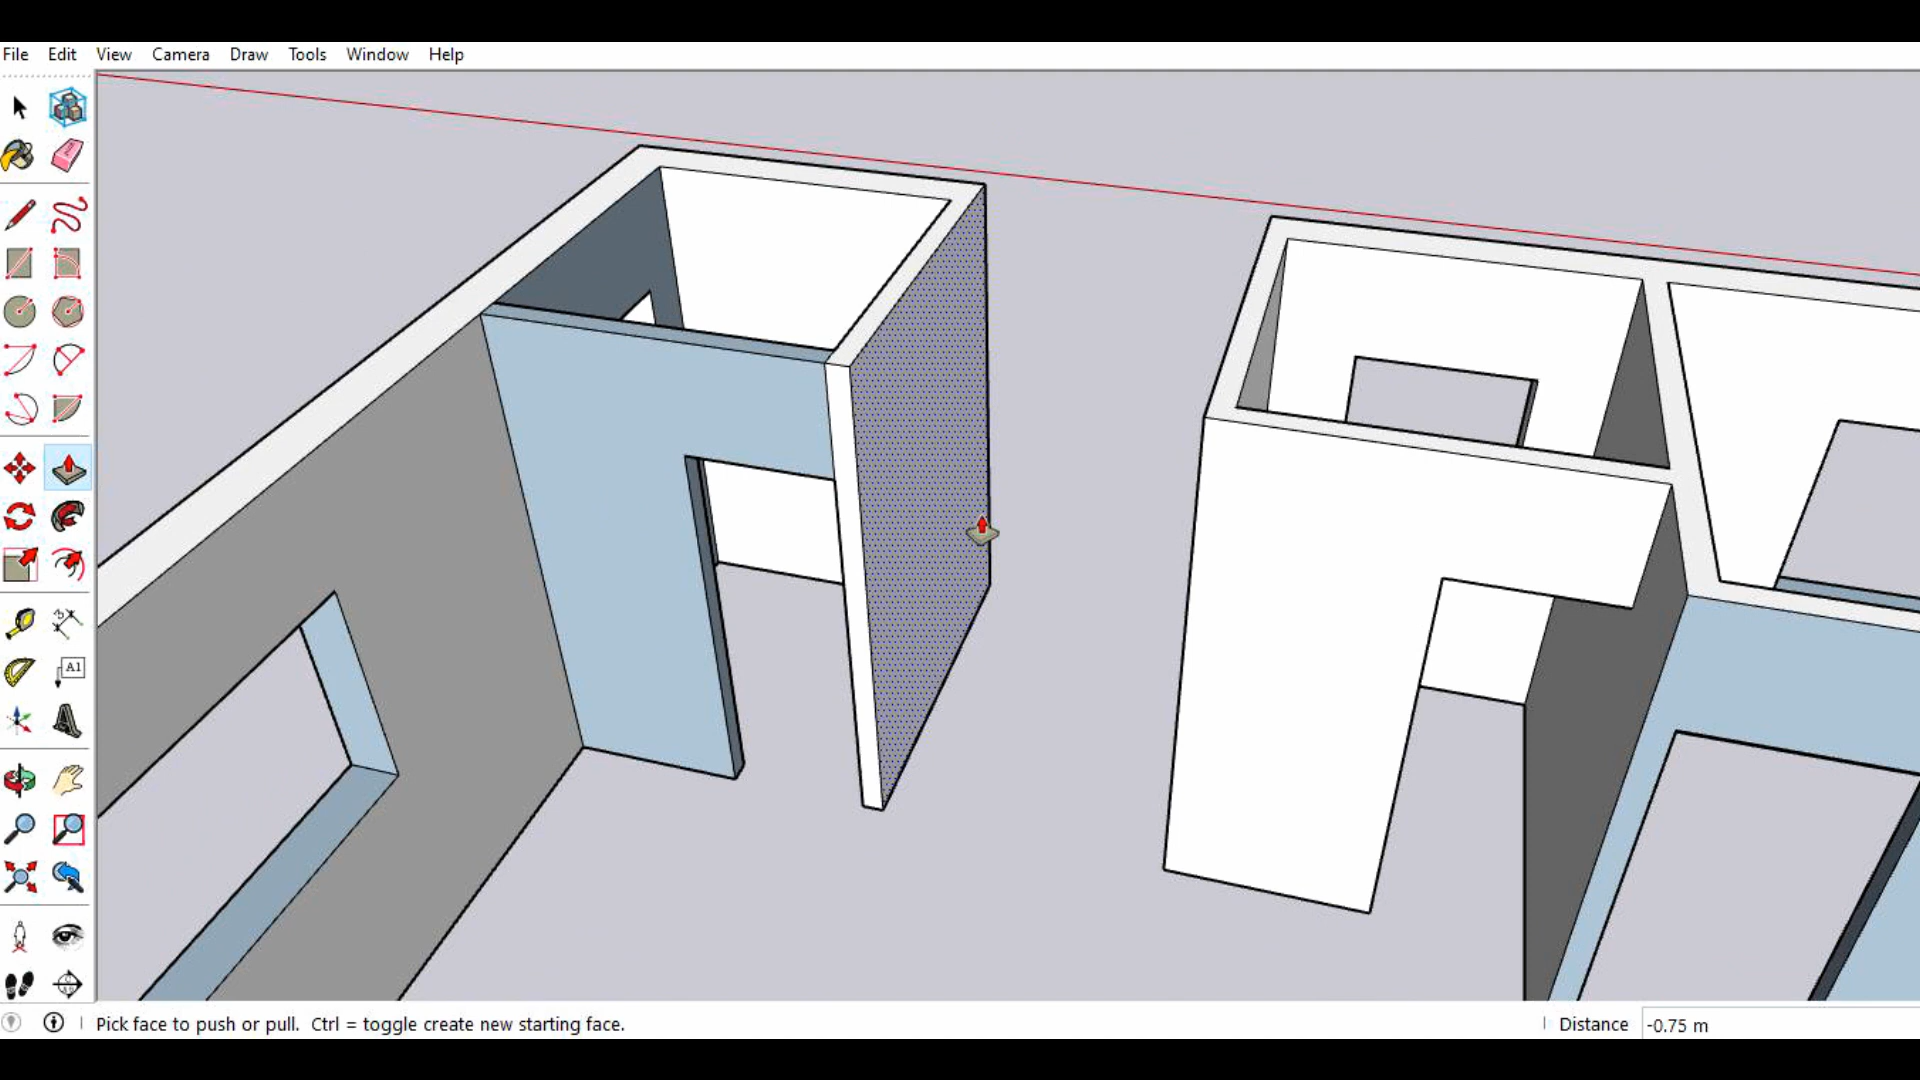 File Edit View Camera Draw Tools Window Help
A1
Pick face to push or pull. Ctrl = toggle create new starting face.
Distance -0.75 m